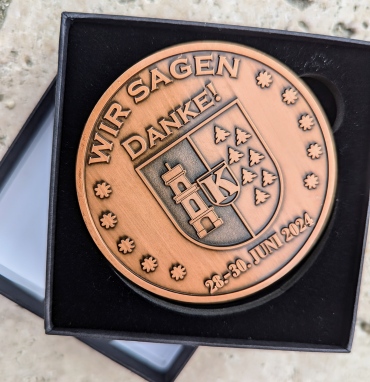 WIR SAGEN
DANKE!
K
28.-30. JUNI 2024